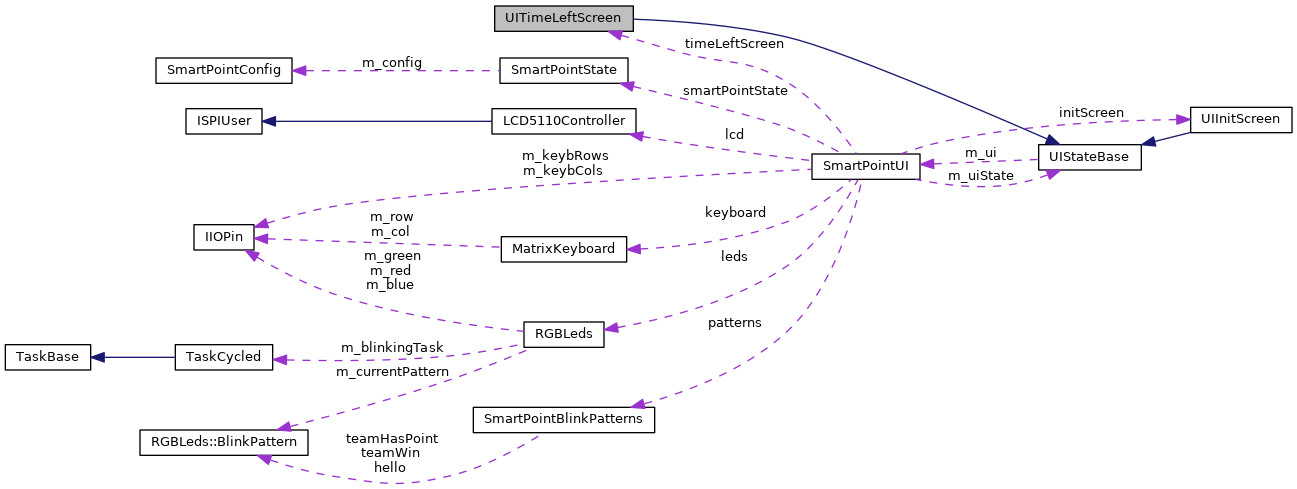 UITimeLeftScreen
timeLeftScreen
SmartPointConfig
m_config
SmartPointState
smartPointState
ISPIUser
LCD5110Controller
lcd
initScreen
UIInitScreen
m_keybRows
m_keybCols
SmartPointUI
m_ui
m_uiState
UIStateBase
IIOPin
m_row
m_col
MatrixKeyboard
keyboard
m_green
m_red
m_blue
leds
RGBLeds
patterns
TaskBase
TaskCycled
m_blinkingTask
m_currentPattern
SmartPointBlinkPatterns
RGBLeds::BlinkPattern
teamHasPoint
teamWin
hello